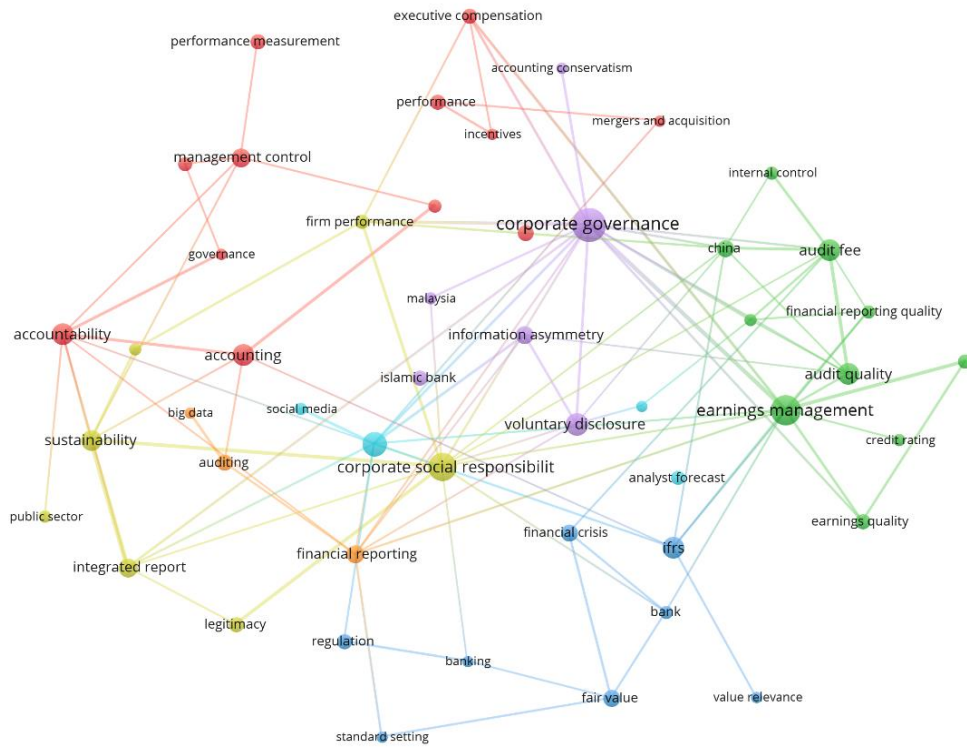 executive compensation
performance measurement
accounting conservatism
performance
mergers and acquisition
incentives
management control
internal control
firm performance
corporate governance
china
audit fee
governance
malaysia
financial reporting quality
accountability
information asymmetry
accounting
islamic bank
audit quality
big data
social media
earnings management
voluntary disclosure
sustainability
credit rating
auditing
corporate social responsibilit
analyst forecast
public sector
earnings quality
financial crisis
ifrs
financial reporting
integrated report
bank
legitimacy
regulation
banking
fair value
value relevance
standard setting